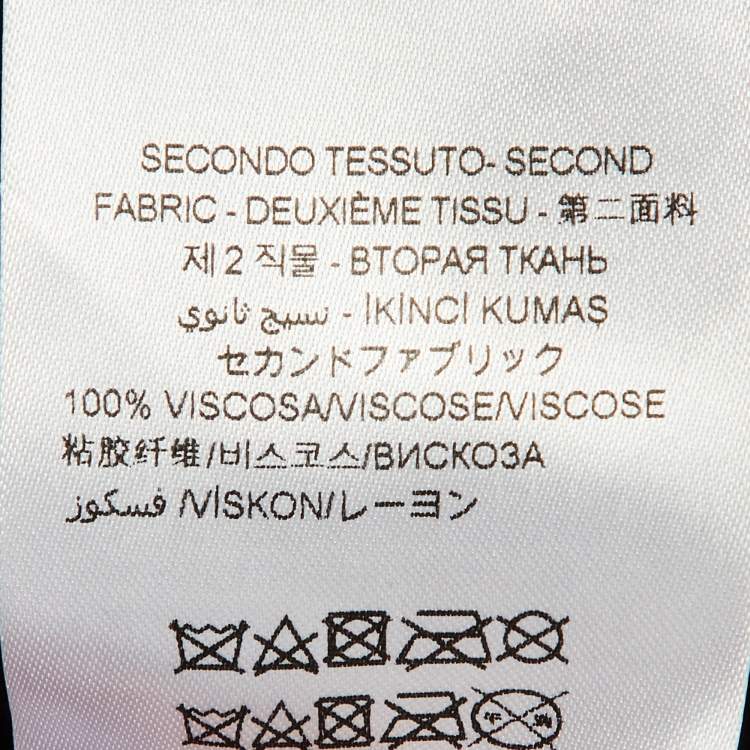 SECONDO TESSUTO- SECOND
FABRIC - DEUXIÈME TISSU - 第二面料
제 2 직물 - ВТОРАЯ ТКАНЬ
نسيج ثانوي - İKİNCİ KUMAŞ
セカンドファブリック
100% VISCOSA/VISCOSE/VISCOSE
粘胶纤维/비스코스/ВИСКОЗА
فسكوز /VİSKON/レーヨン